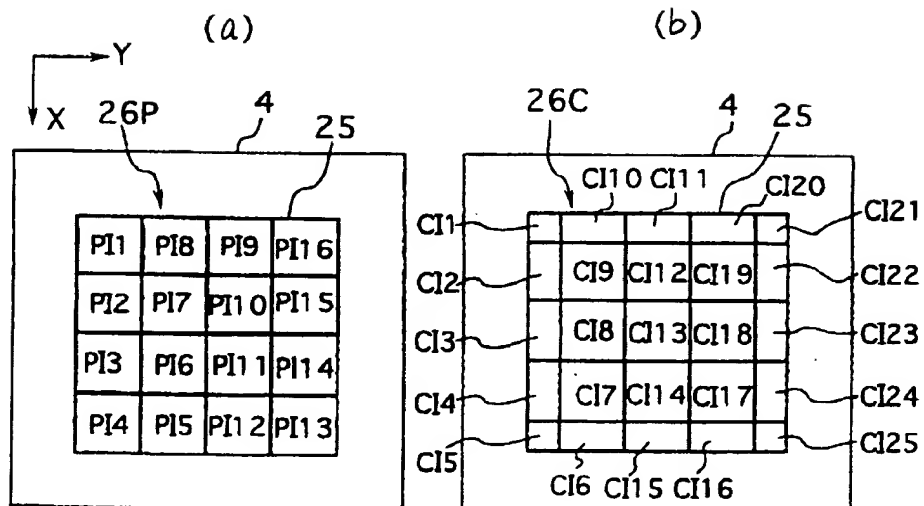 (a)
Y
X
26P
4
25
PI1 PI8 PI9 PI16
PI2 PI7 PI10 PI15
PI3 PI6 PI11 PI14
PI4 PI5 PI12 PI13
(b)
26C
4
25
CI10 CI11 CI20
CI1 CI21
CI2 CI9 CI12 CI19 CI22
CI3 CI8 CI13 CI18 CI23
CI4 CI7 CI14 CI17 CI24
CI5 CI25
CI6 CI15 CI16